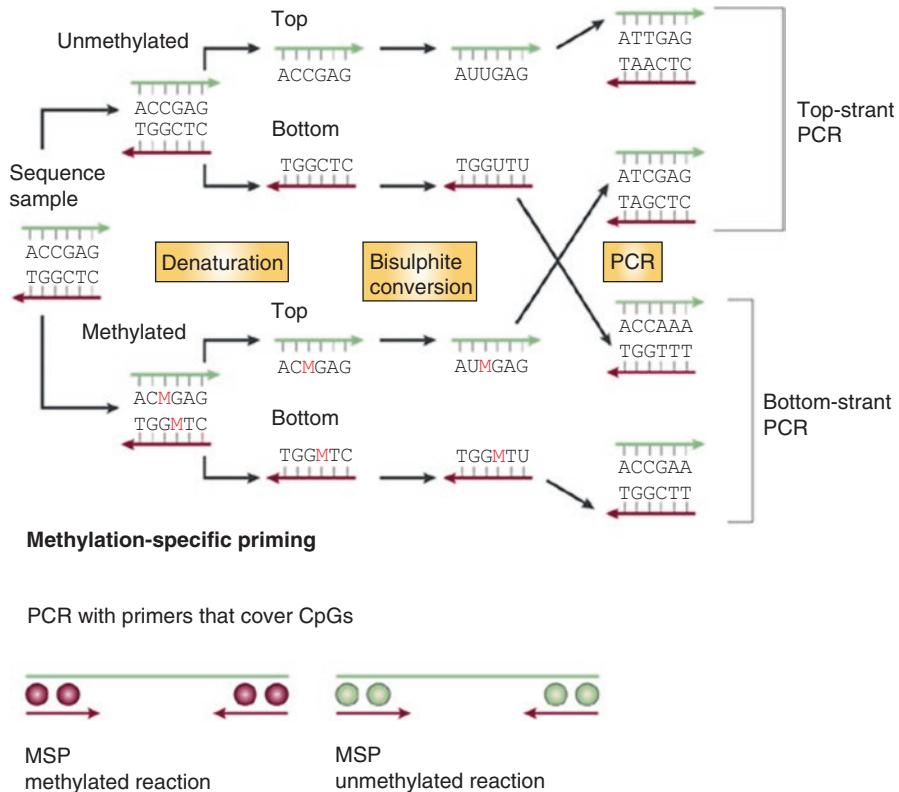 Top
Unmethylated
ATTGAG
TAACTC
ACCGAG
AUUGAG
ACCGAG
TGGCTC
Top-strant
PCR
Bottom
TGGCTC
TGGUTU
ATCGAG
TAGCTC
Sequence
sample
ACCGAG
TGGCTC
Denaturation
Bisulphite
conversion
PCR
Methylated
Top
ACCAAA
TGGTTT
ACMGAG
AUMGAG
ACMGAG
TGGMTC
Bottom-strant
PCR
Bottom
TGGMTC
TGGMTU
ACCGAA
TGGCTT
Methylation-specific priming
PCR with primers that cover CpGs
MSP
methylated reaction
MSP
unmethylated reaction